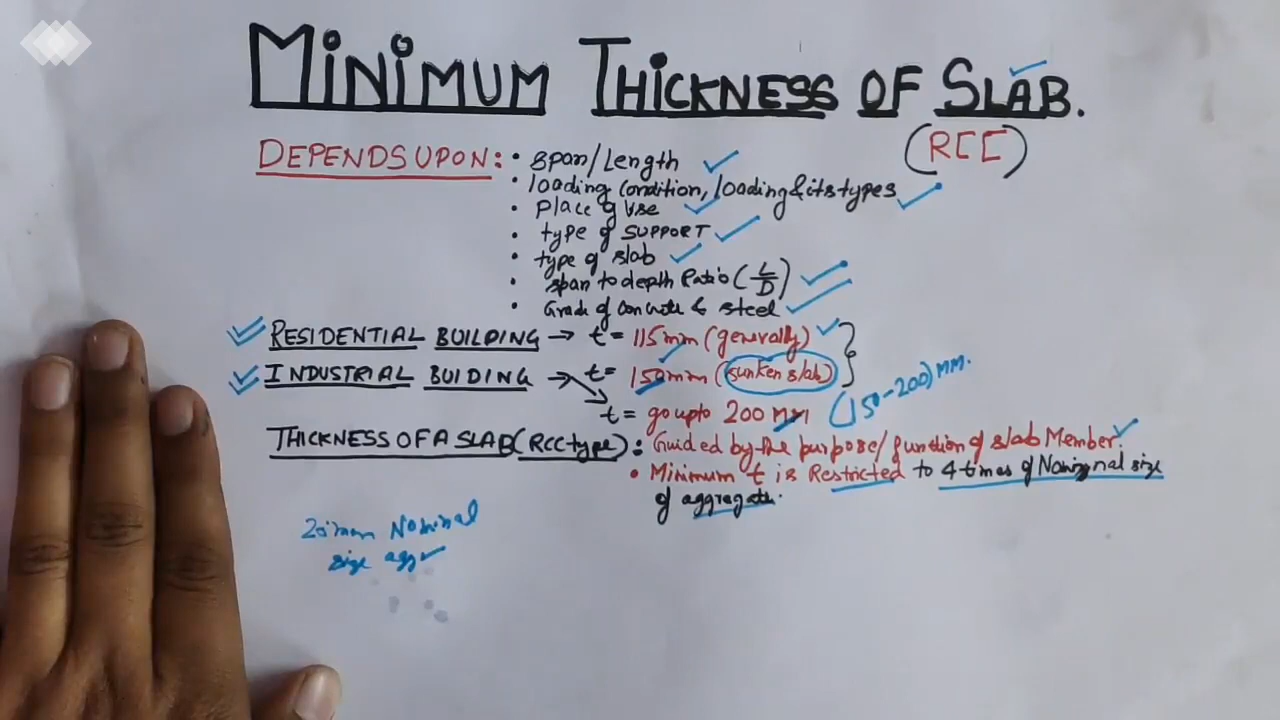 MINIMUM THICKNESS OF SLAB.
(RCC)
DEPENDS UPON:
• Span/Length
• loading condition, loading & its types
• Place of Use
• type of SUPPORT
• type of slab
• span to depth Ratio (L/D)
• Grade of concrete & steel
RESIDENTIAL BUILDING → t = 115mm (generally)
INDUSTRIAL BUIDING → t = 150mm (sunken slab)
t = go upto 200 mm (150-200)MM.
THICKNESS OF A SLAB (RCC type): • Guided by the purpose/function of slab Member.
• Minimum t is Restricted to 4 times of Nominal size
of aggregate.
20mm Nominal
size aggr